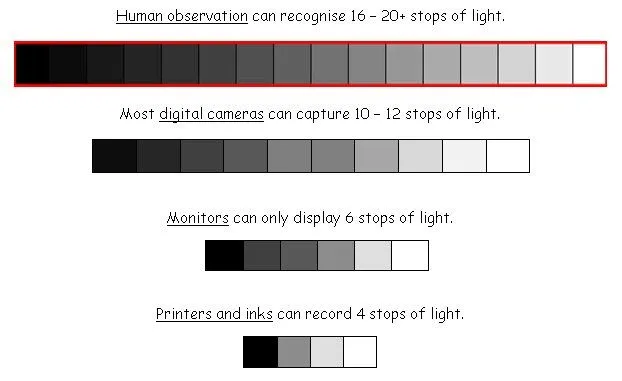 Human observation can recognise 16 – 20+ stops of light.
Most digital cameras can capture 10 – 12 stops of light.
Monitors can only display 6 stops of light.
Printers and inks can record 4 stops of light.